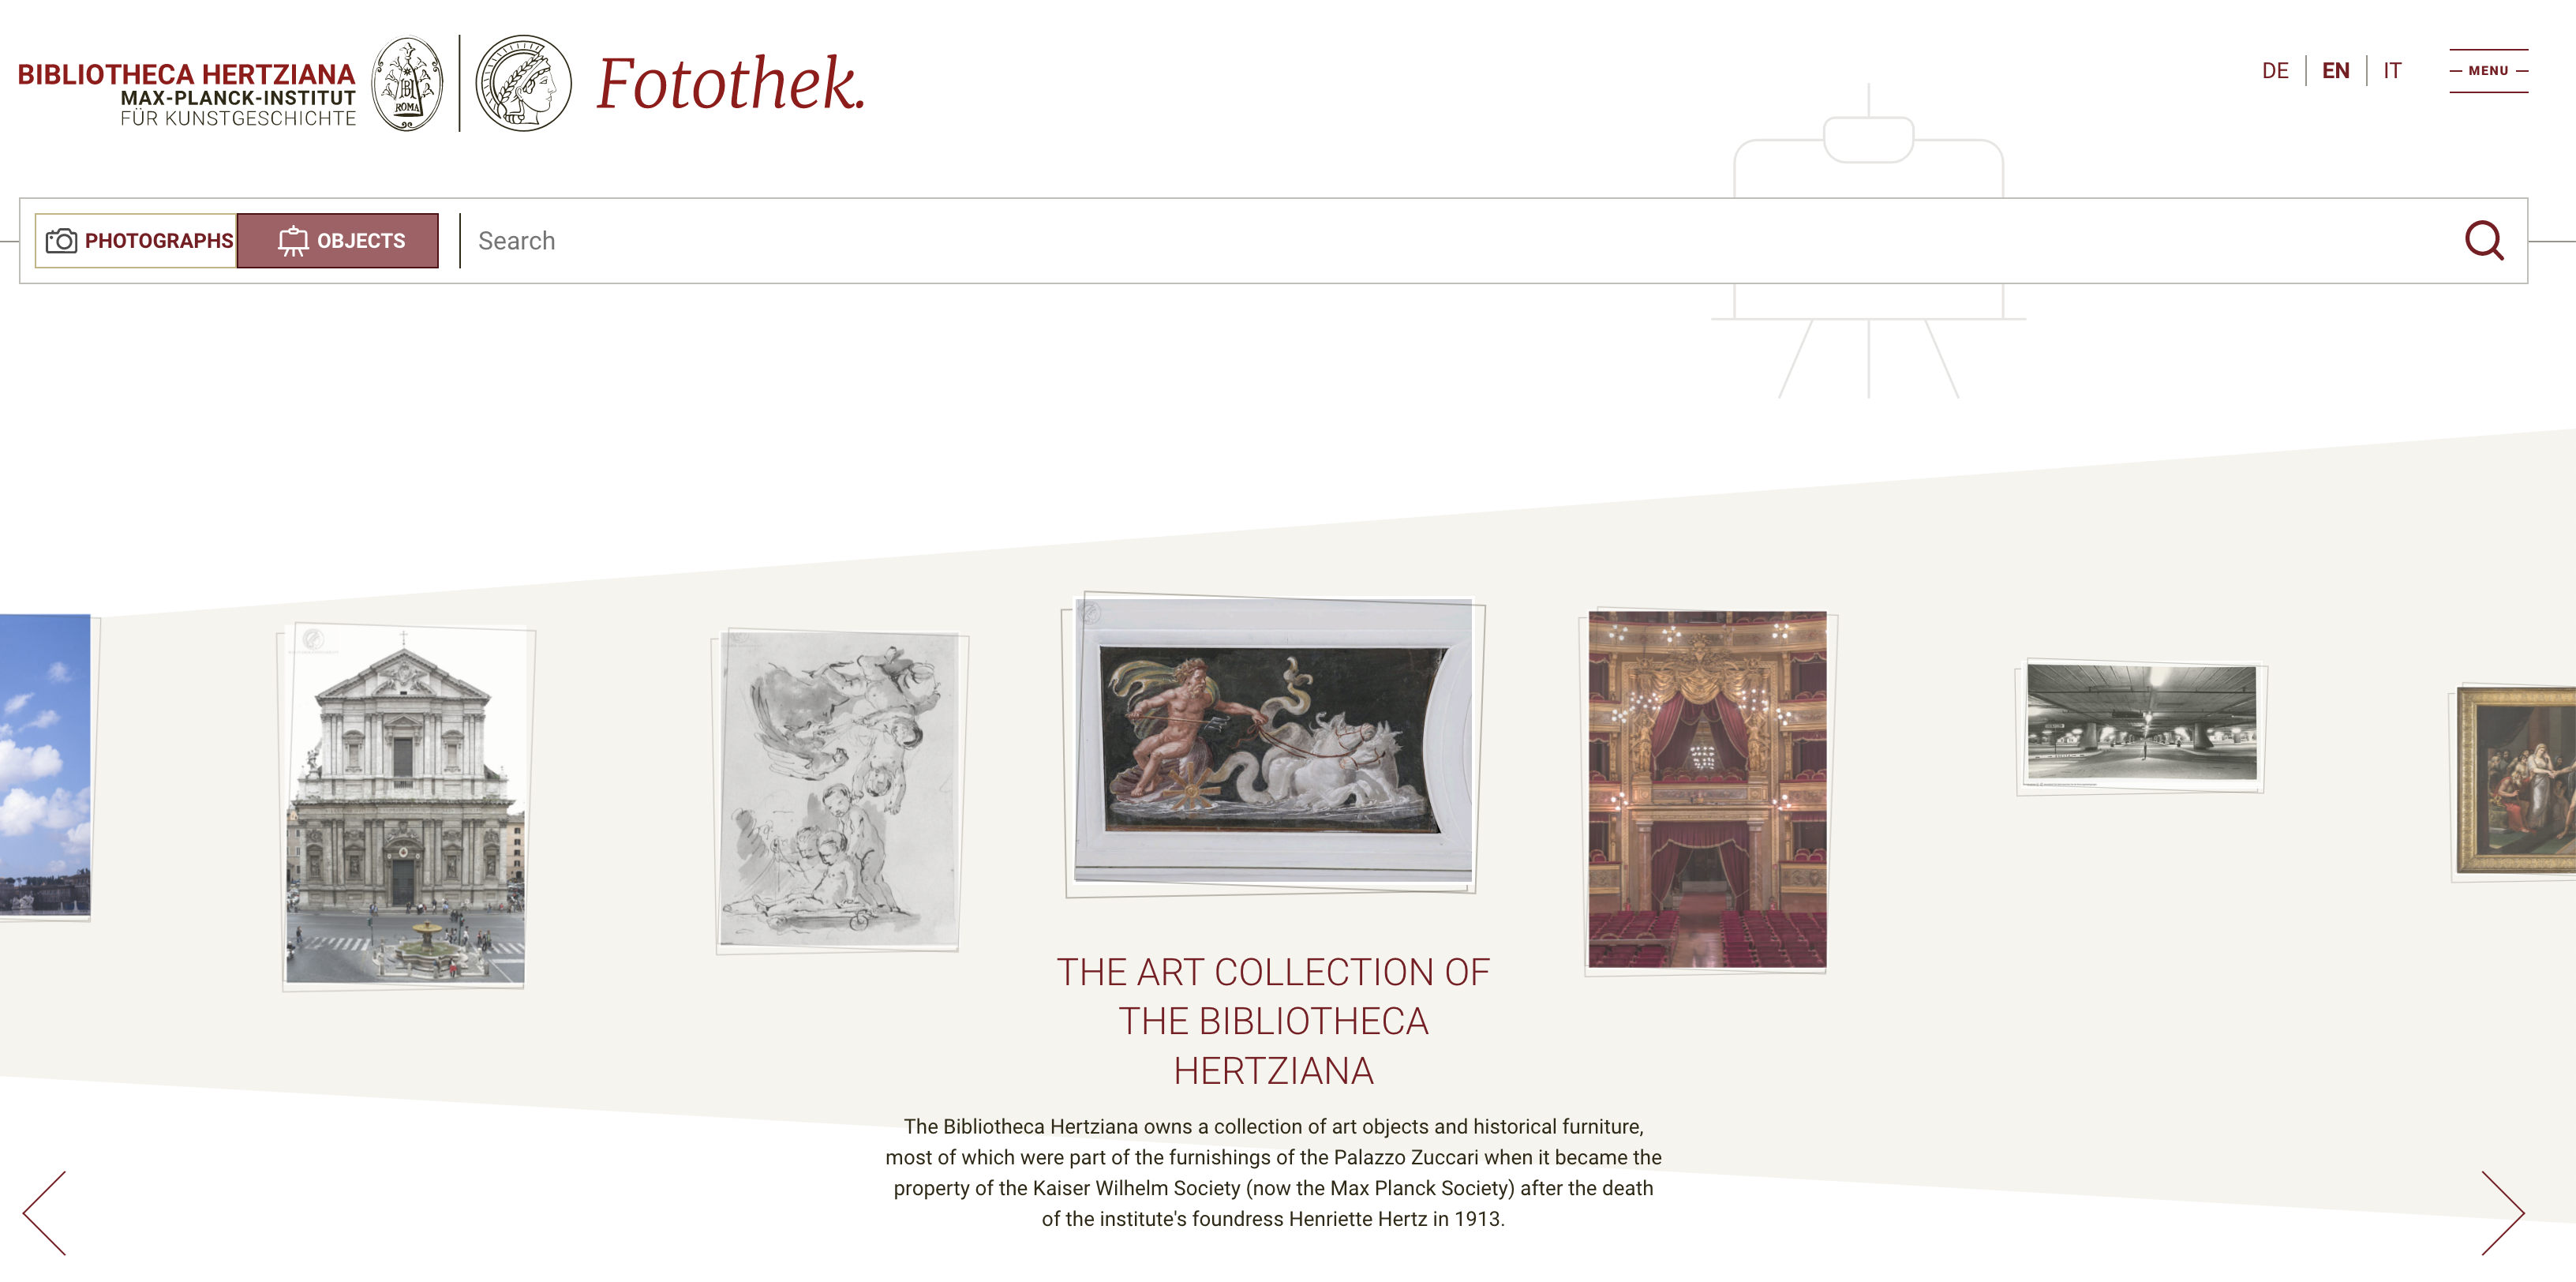 BIBLIOTHECA HERTZIANA
MAX-PLANCK-INSTITUT
FÜR KUNSTGESCHICHTE
ROMA
Fotothek.
DE EN IT
MENU
PHOTOGRAPHS
OBJECTS
Search
THE ART COLLECTION OF
THE BIBLIOTHECA
HERTZIANA
The Bibliotheca Hertziana owns a collection of art objects and historical furniture,
most of which were part of the furnishings of the Palazzo Zuccari when it became the
property of the Kaiser Wilhelm Society (now the Max Planck Society) after the death
of the institute's foundress Henriette Hertz in 1913.